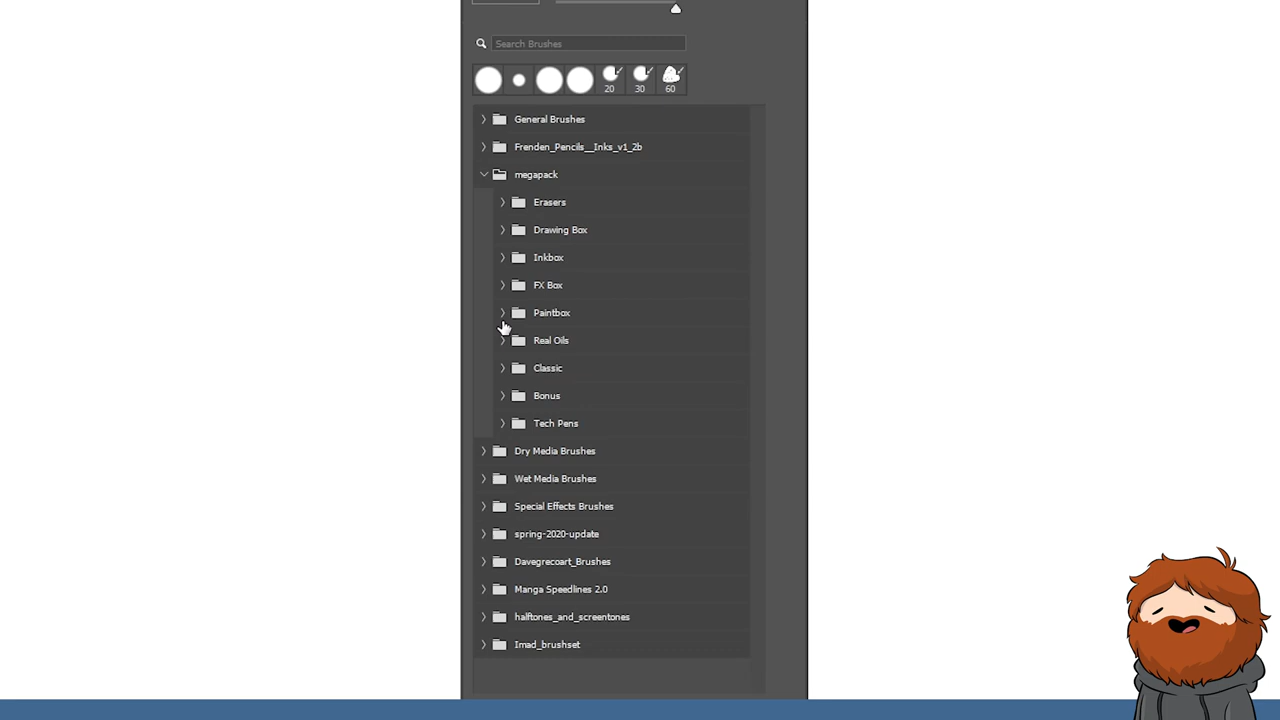 Search Brushes
20 30 60
General Brushes
Frenden_Pencils__Inks_v1_2b
megapack
Erasers
Drawing Box
Inkbox
FX Box
Paintbox
Real Oils
Classic
Bonus
Tech Pens
Dry Media Brushes
Wet Media Brushes
Special Effects Brushes
spring-2020-update
Davegrecoart_Brushes
Manga Speedlines 2.0
halftones_and_screentones
Imad_brushset